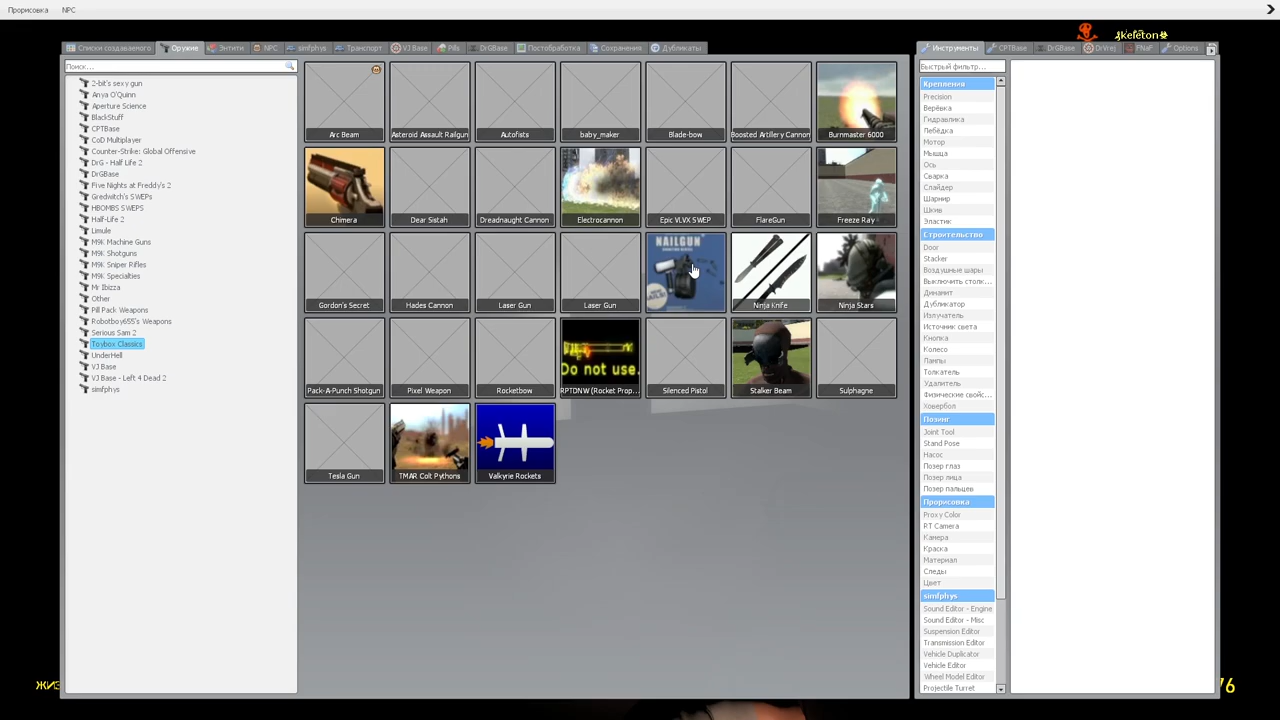 Прорисовка NPC
ꓘkeleton
Списки создаваемого Оружие Энтити NPC simfphys Транспорт VJ Base Pills DrGBase Постобработка Сохранения Дубликаты
Инструменты CPTBase DrGBase DrVrej FNaF Options
Поиск...
2-bit's sexy gun
Anya O'Quinn
Aperture Science
BlackStuff
CPTBase
CoD Multiplayer
Counter-Strike: Global Offensive
DrG - Half Life 2
DrGBase
Five Nights at Freddy's 2
Gredwitch's SWEPs
HBOMBS SWEPS
Half-Life 2
Limule
M9K Machine Guns
M9K Shotguns
M9K Sniper Rifles
M9K Specialties
Mr Ibizza
Other
Pill Pack Weapons
Robotboy655's Weapons
Serious Sam 2
Toybox Classics
UnderHell
VJ Base
VJ Base - Left 4 Dead 2
simfphys
Arc Beam Asteroid Assault Railgun Autofists baby_maker Blade-bow Boosted Artillery Cannon Burnmaster 6000
Chimera Dear Sistah Dreadnaught Cannon Electrocannon Epic VLVX SWEP FlareGun Freeze Ray
NAILGUN
Gordon's Secret Hades Cannon Laser Gun Laser Gun Ninja Knife Ninja Stars
Do not use.
Pack-A-Punch Shotgun Pixel Weapon Rocketbow RPTDNW (Rocket Prop... Silenced Pistol Stalker Beam Sulphagne
Tesla Gun TMAR Colt Pythons Valkyrie Rockets
Быстрый фильтр...
Крепления
Precision
Верёвка
Гидравлика
Лебёдка
Мотор
Мышца
Ось
Сварка
Слайдер
Шарнир
Шкив
Эластик
Строительство
Door
Stacker
Воздушные шары
Выключить столк...
Динамит
Дубликатор
Излучатель
Источник света
Кнопка
Колесо
Лампы
Толкатель
Удалитель
Физические свойс...
Ховербол
Позинг
Joint Tool
Stand Pose
Насос
Позер глаз
Позер лица
Позер пальцев
Прорисовка
Proxy Color
RT Camera
Камера
Краска
Материал
Следы
Цвет
simfphys
Sound Editor - Engine
Sound Editor - Misc
Suspension Editor
Transmission Editor
Vehicle Duplicator
Vehicle Editor
Wheel Model Editor
Projectile Turret
ЖИЗ
76